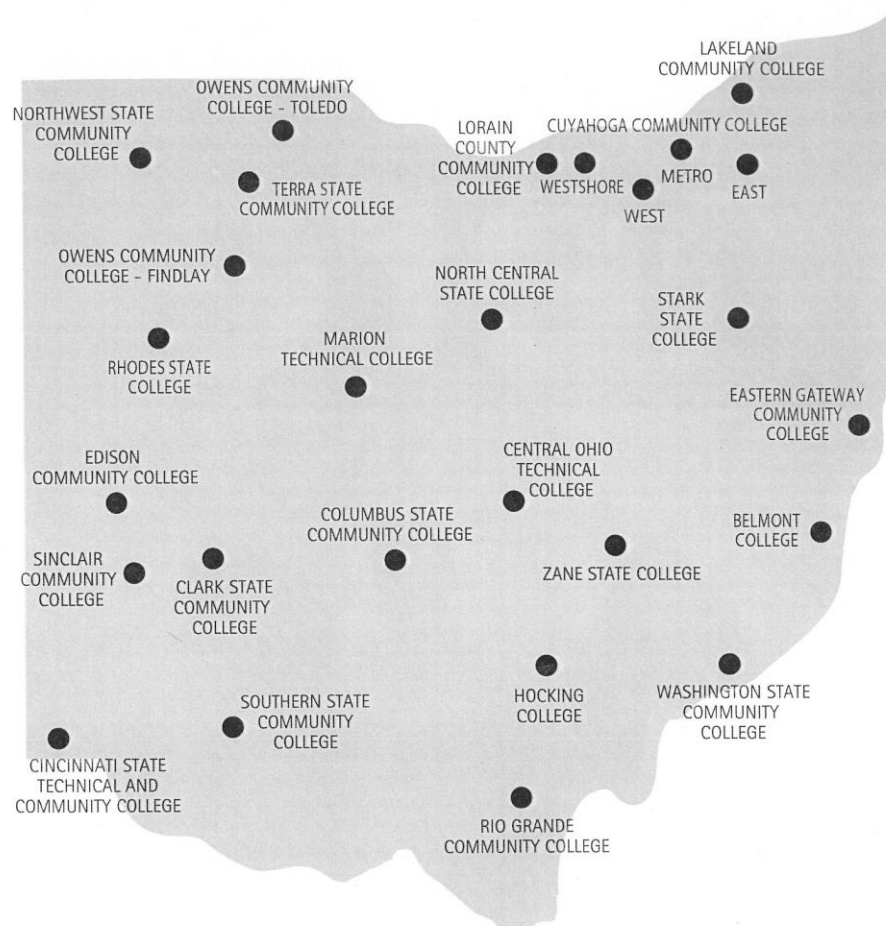 LAKELAND
COMMUNITY COLLEGE
OWENS COMMUNITY
COLLEGE – TOLEDO
NORTHWEST STATE
COMMUNITY
COLLEGE
LORAIN
COUNTY
COMMUNITY
COLLEGE
CUYAHOGA COMMUNITY COLLEGE
WESTSHORE
METRO
EAST
WEST
TERRA STATE
COMMUNITY COLLEGE
OWENS COMMUNITY
COLLEGE – FINDLAY
NORTH CENTRAL
STATE COLLEGE
STARK
STATE
COLLEGE
MARION
TECHNICAL COLLEGE
RHODES STATE
COLLEGE
EASTERN GATEWAY
COMMUNITY
COLLEGE
EDISON
COMMUNITY COLLEGE
CENTRAL OHIO
TECHNICAL
COLLEGE
COLUMBUS STATE
COMMUNITY COLLEGE
BELMONT
COLLEGE
SINCLAIR
COMMUNITY
COLLEGE
CLARK STATE
COMMUNITY
COLLEGE
ZANE STATE COLLEGE
HOCKING
COLLEGE
WASHINGTON STATE
COMMUNITY
COLLEGE
SOUTHERN STATE
COMMUNITY
COLLEGE
CINCINNATI STATE
TECHNICAL AND
COMMUNITY COLLEGE
RIO GRANDE
COMMUNITY COLLEGE